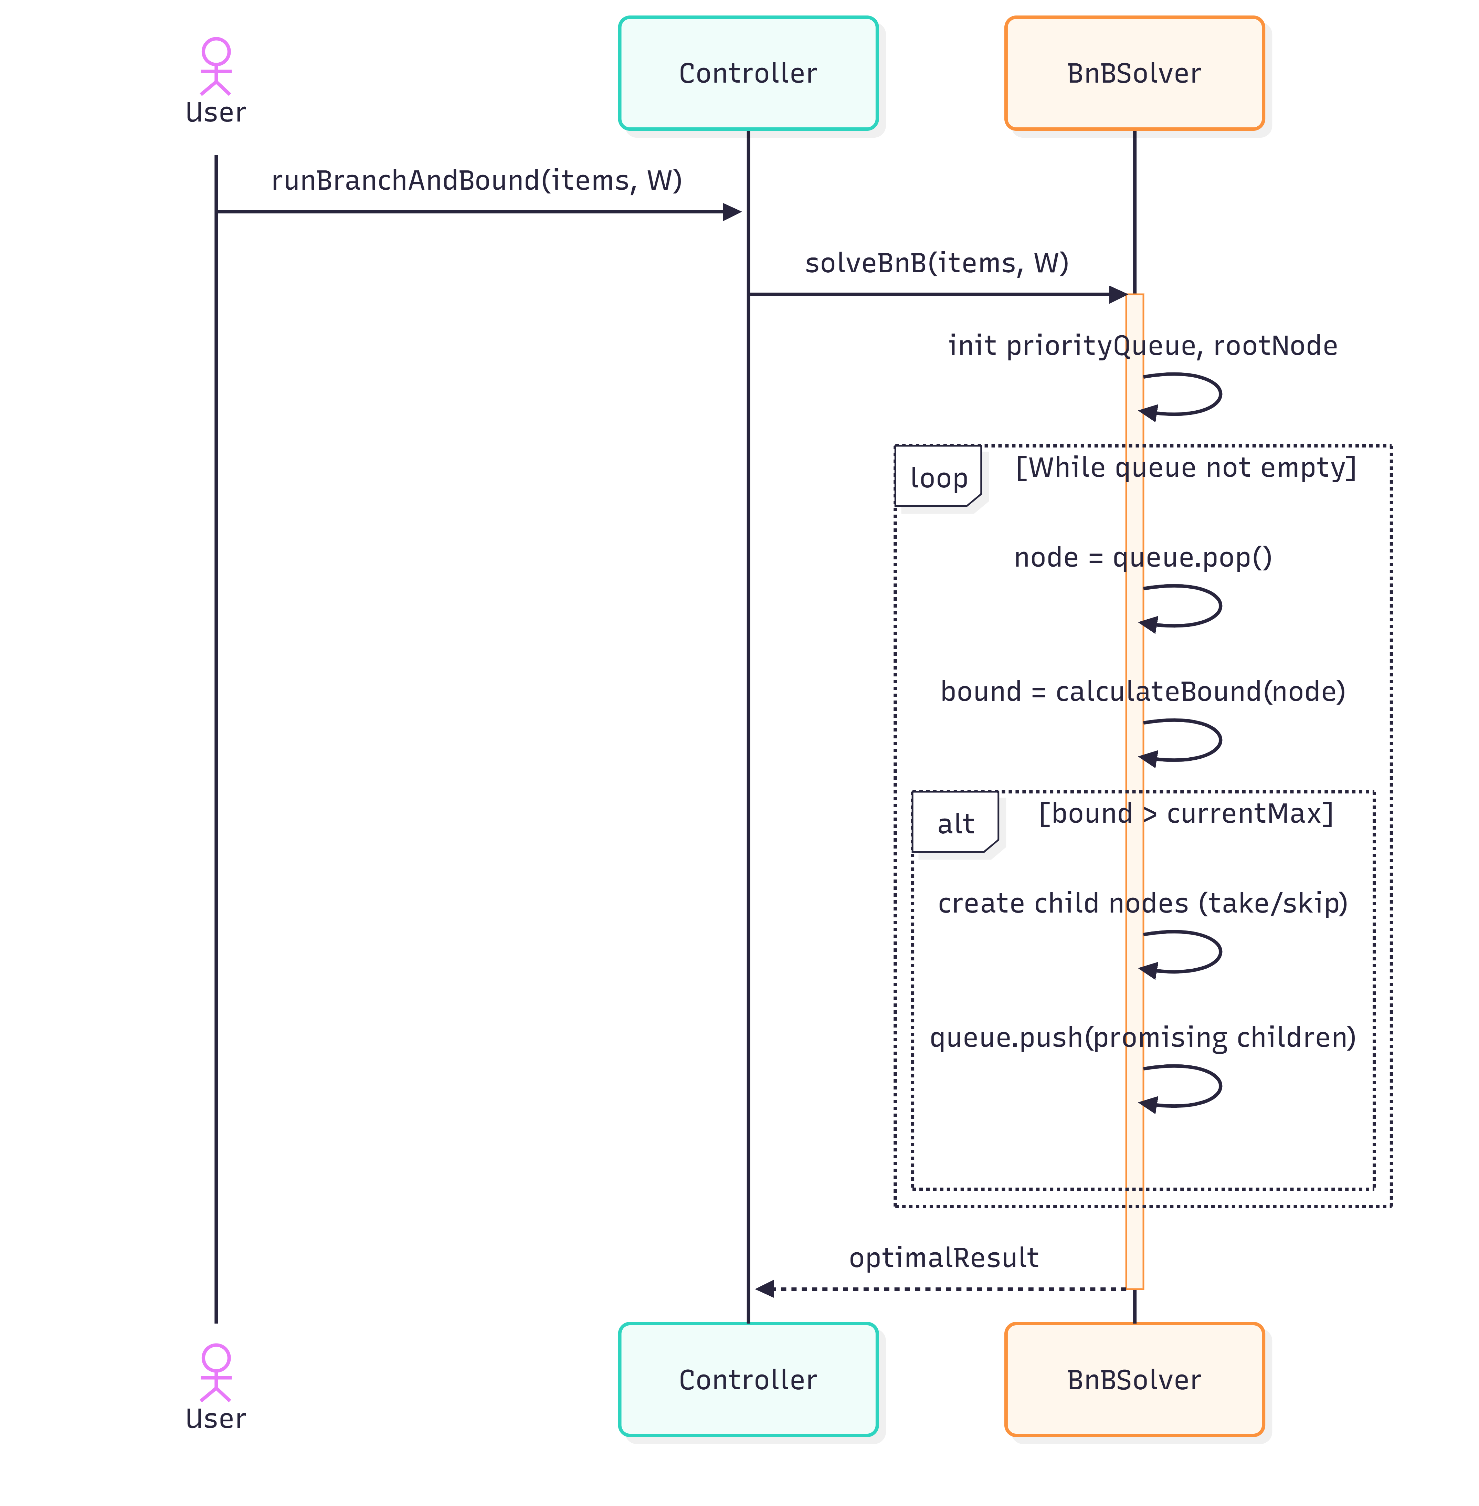 User
Controller
BnBSolver
runBranchAndBound(items, W)
solveBnB(items, W)
init priorityQueue, rootNode
loop
[While queue not empty]
node = queue.pop()
bound = calculateBound(node)
alt
[bound > currentMax]
create child nodes (take/skip)
queue.push(promising children)
optimalResult
User
Controller
BnBSolver